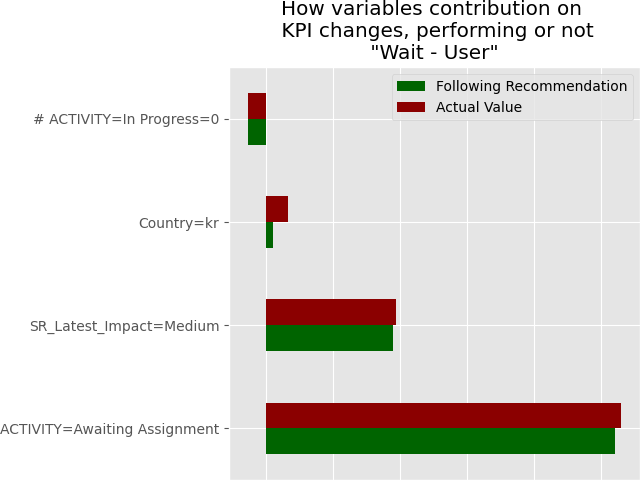 How variables contribution on
KPI changes, performing or not
"Wait - User"
Following Recommendation
Actual Value
# ACTIVITY=In Progress=0
Country=kr
SR_Latest_Impact=Medium
ACTIVITY=Awaiting Assignment